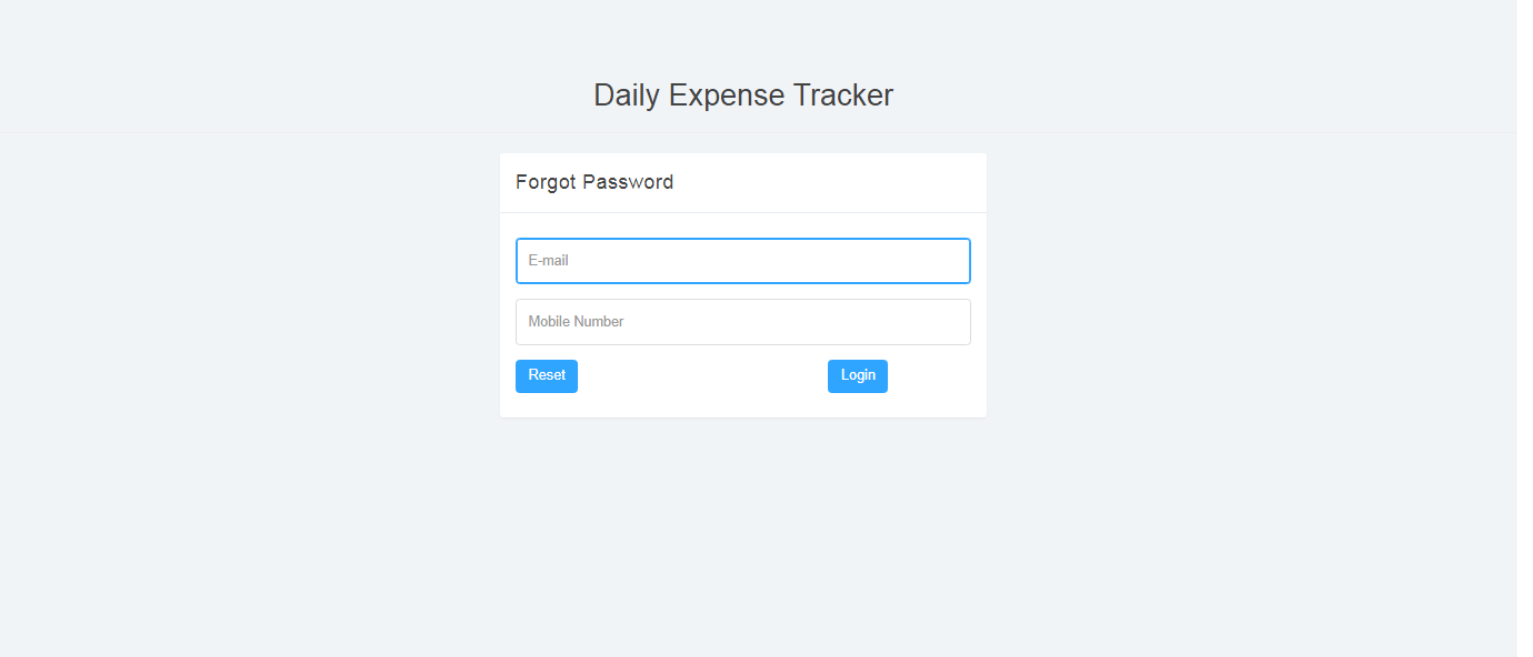 Daily Expense Tracker
Forgot Password
E-mail
Mobile Number
Reset
Login